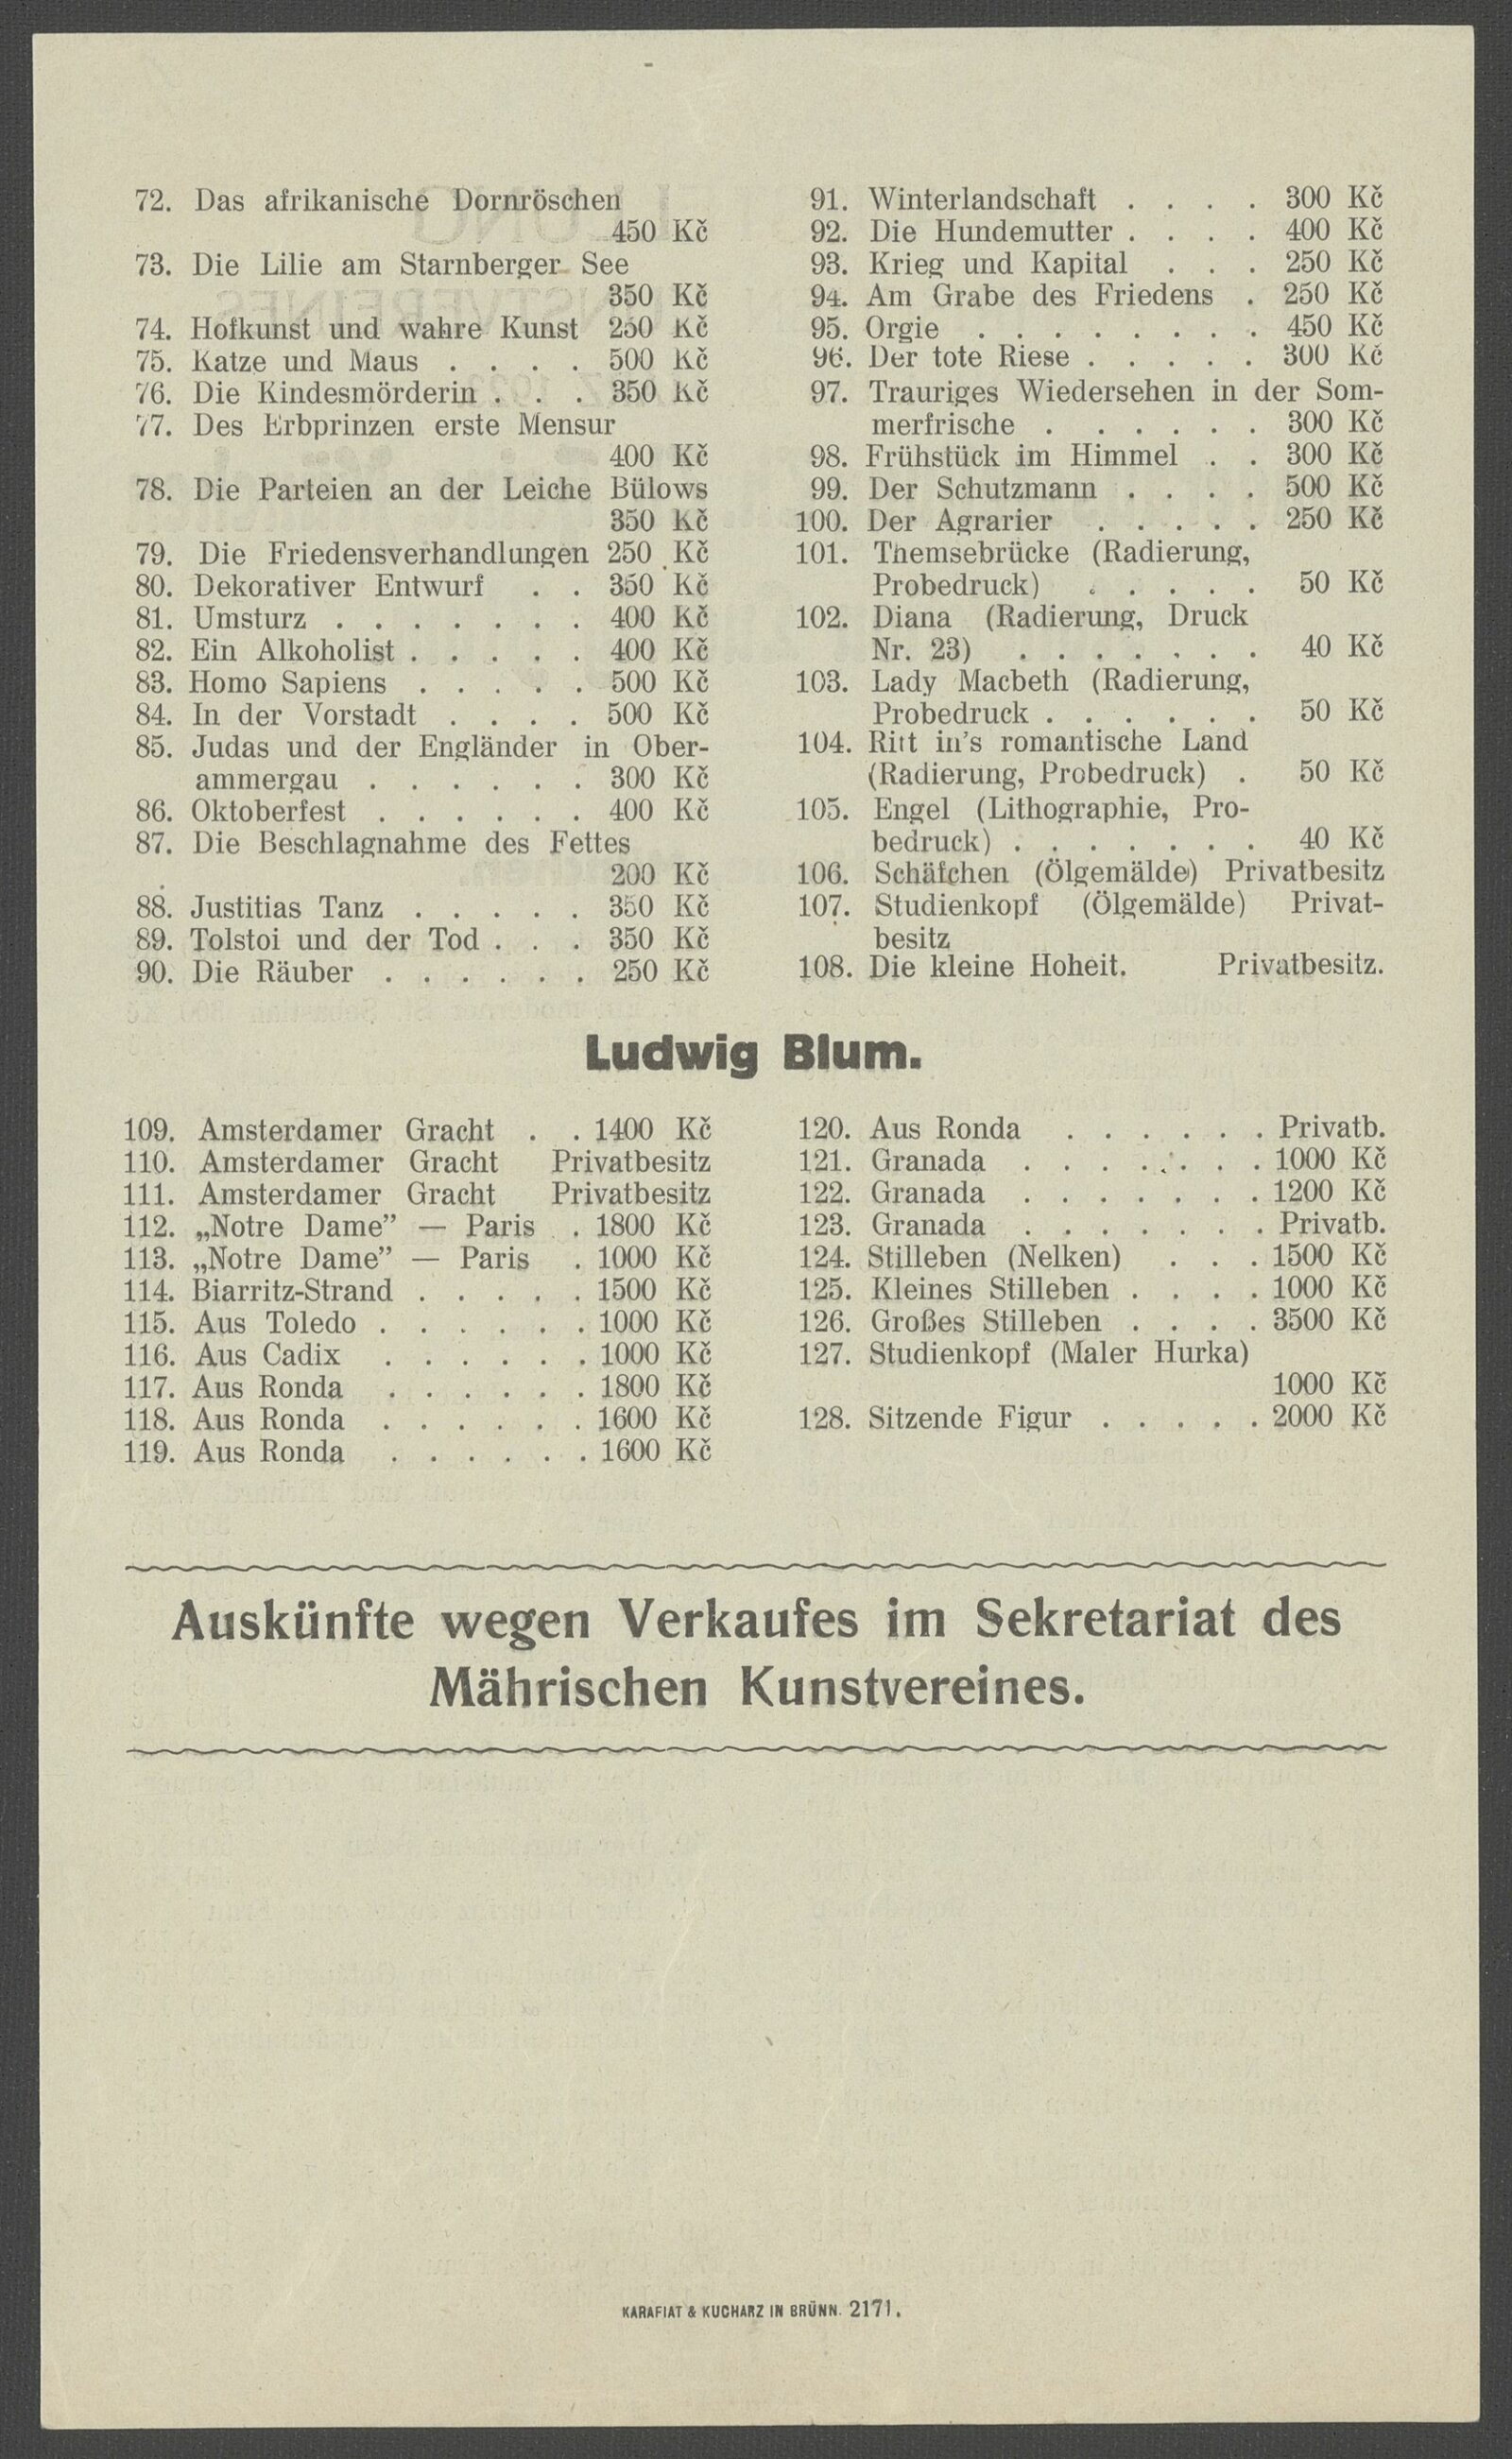 72. Das afrikanische Dornröschen
450 Kč
73. Die Lilie am Starnberger See
350 Kč
74. Hofkunst und wahre Kunst 250 Kč
75. Katze und Maus . . . . 500 Kč
76. Die Kindesmörderin . . . 350 Kč
77. Des Erbprinzen erste Mensur
400 Kč
78. Die Parteien an der Leiche Bülows
350 Kč
79. Die Friedensverhandlungen 250 Kč
80. Dekorativer Entwurf . . 350 Kč
81. Umsturz . . . . . . . 400 Kč
82. Ein Alkoholist . . . . . 400 Kč
83. Homo Sapiens . . . . . 500 Kč
84. In der Vorstadt . . . . 500 Kč
85. Judas und der Engländer in Ober-
ammergau . . . . . . 300 Kč
86. Oktoberfest . . . . . . 400 Kč
87. Die Beschlagnahme des Fettes
200 Kč
88. Justitias Tanz . . . . . 350 Kč
89. Tolstoi und der Tod . . . 350 Kč
90. Die Räuber . . . . . . 250 Kč
91. Winterlandschaft . . . . 300 Kč
92. Die Hundemutter . . . . 400 Kč
93. Krieg und Kapital . . . 250 Kč
94. Am Grabe des Friedens . 250 Kč
95. Orgie . . . . . . . . 450 Kč
96. Der tote Riese . . . . . 300 Kč
97. Trauriges Wiedersehen in der Som-
merfrische . . . . . . 300 Kč
98. Frühstück im Himmel . . 300 Kč
99. Der Schutzmann . . . . 500 Kč
100. Der Agrarier . . . . . 250 Kč
101. Themsebrücke (Radierung,
Probedruck) . . . . . 50 Kč
102. Diana (Radierung, Druck
Nr. 23) . . . . . . . 40 Kč
103. Lady Macbeth (Radierung,
Probedruck . . . . . . 50 Kč
104. Ritt in's romantische Land
(Radierung, Probedruck) . 50 Kč
105. Engel (Lithographie, Pro-
bedruck) . . . . . . . 40 Kč
106. Schäfchen (Ölgemälde) Privatbesitz
107. Studienkopf (Ölgemälde) Privat-
besitz
108. Die kleine Hoheit. Privatbesitz.
Ludwig Blum.
109. Amsterdamer Gracht . . 1400 Kč
110. Amsterdamer Gracht Privatbesitz
111. Amsterdamer Gracht Privatbesitz
112. „Notre Dame” — Paris . 1800 Kč
113. „Notre Dame” — Paris . 1000 Kč
114. Biarritz-Strand . . . . . 1500 Kč
115. Aus Toledo . . . . . . 1000 Kč
116. Aus Cadix . . . . . . 1000 Kč
117. Aus Ronda . . . . . . 1800 Kč
118. Aus Ronda . . . . . . 1600 Kč
119. Aus Ronda . . . . . . 1600 Kč
120. Aus Ronda . . . . . . Privatb.
121. Granada . . . . . . . 1000 Kč
122. Granada . . . . . . . 1200 Kč
123. Granada . . . . . . . Privatb.
124. Stilleben (Nelken) . . . 1500 Kč
125. Kleines Stilleben . . . . 1000 Kč
126. Großes Stilleben . . . . 3500 Kč
127. Studienkopf (Maler Hurka)
1000 Kč
128. Sitzende Figur . . . . . 2000 Kč
Auskünfte wegen Verkaufes im Sekretariat des
Mährischen Kunstvereines.
KARAFIAT & KUCHARZ IN BRÜNN. 2171.